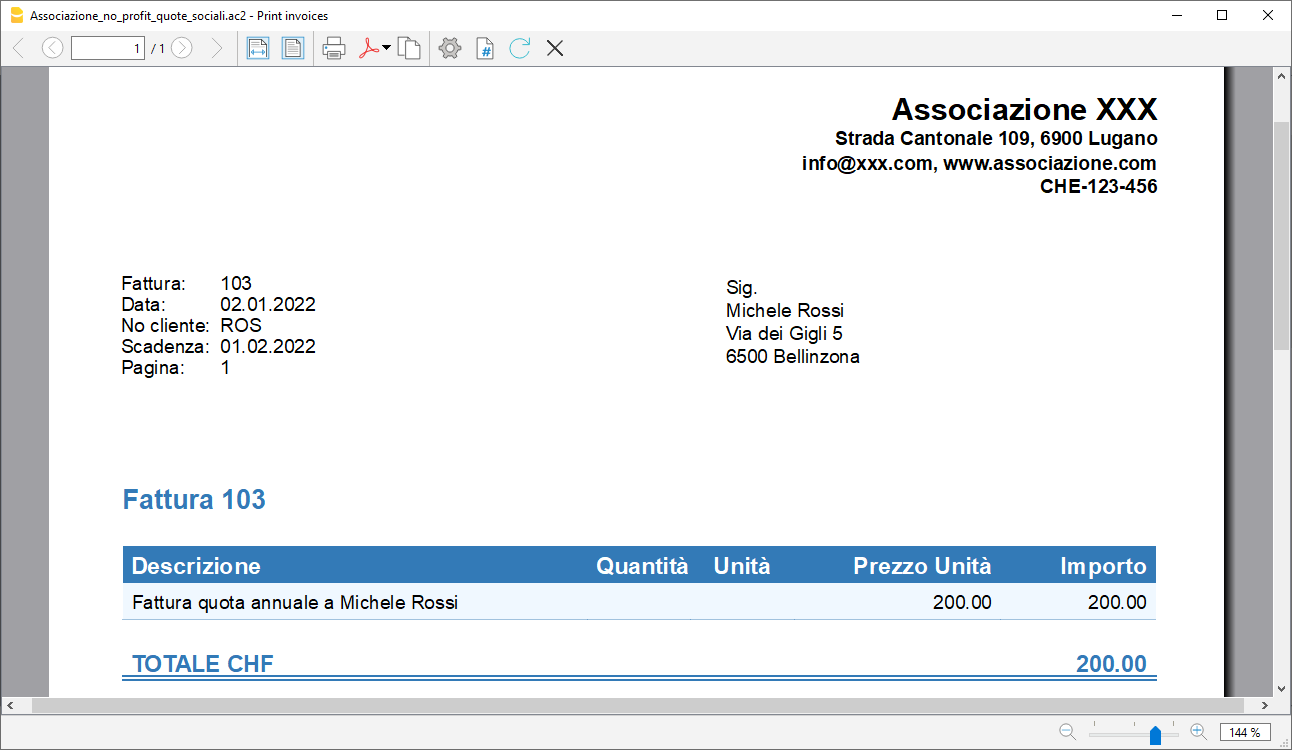 Associazione_no_profit_quote_sociali.ac2 - Print invoices
1 / 1
Associazione XXX
Strada Cantonale 109, 6900 Lugano
info@xxx.com, www.associazione.com
CHE-123-456
Fattura: 103
Data: 02.01.2022
No cliente: ROS
Scadenza: 01.02.2022
Pagina: 1
Sig.
Michele Rossi
Via dei Gigli 5
6500 Bellinzona
Fattura 103
Descrizione Quantità Unità Prezzo Unità Importo
Fattura quota annuale a Michele Rossi 200.00 200.00
TOTALE CHF 200.00
144 %